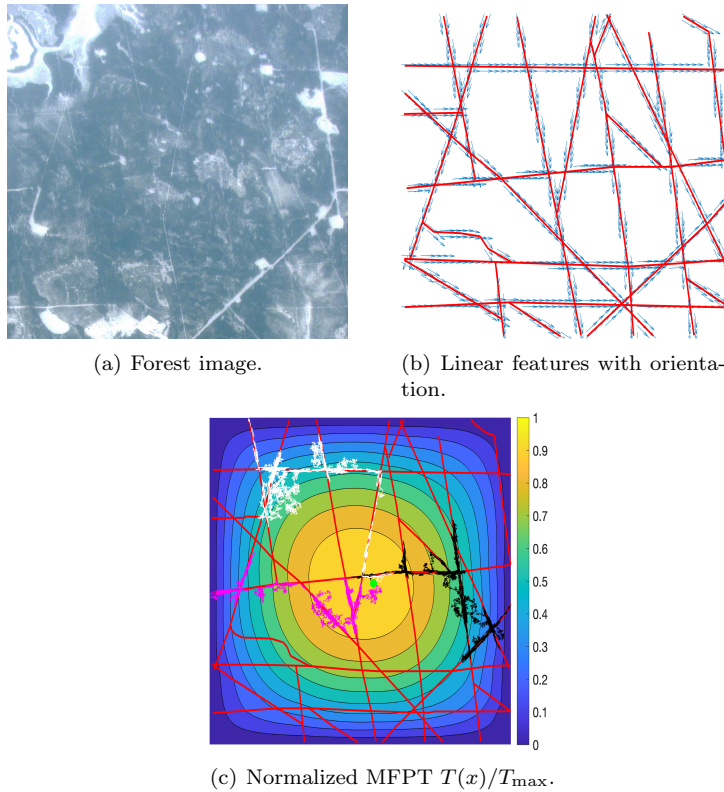 (a) Forest image.
(b) Linear features with orienta-
tion.
1
0.9
0.8
0.7
0.6
0.5
0.4
0.3
0.2
0.1
0
(c) Normalized MFPT T(x)/Tmax.